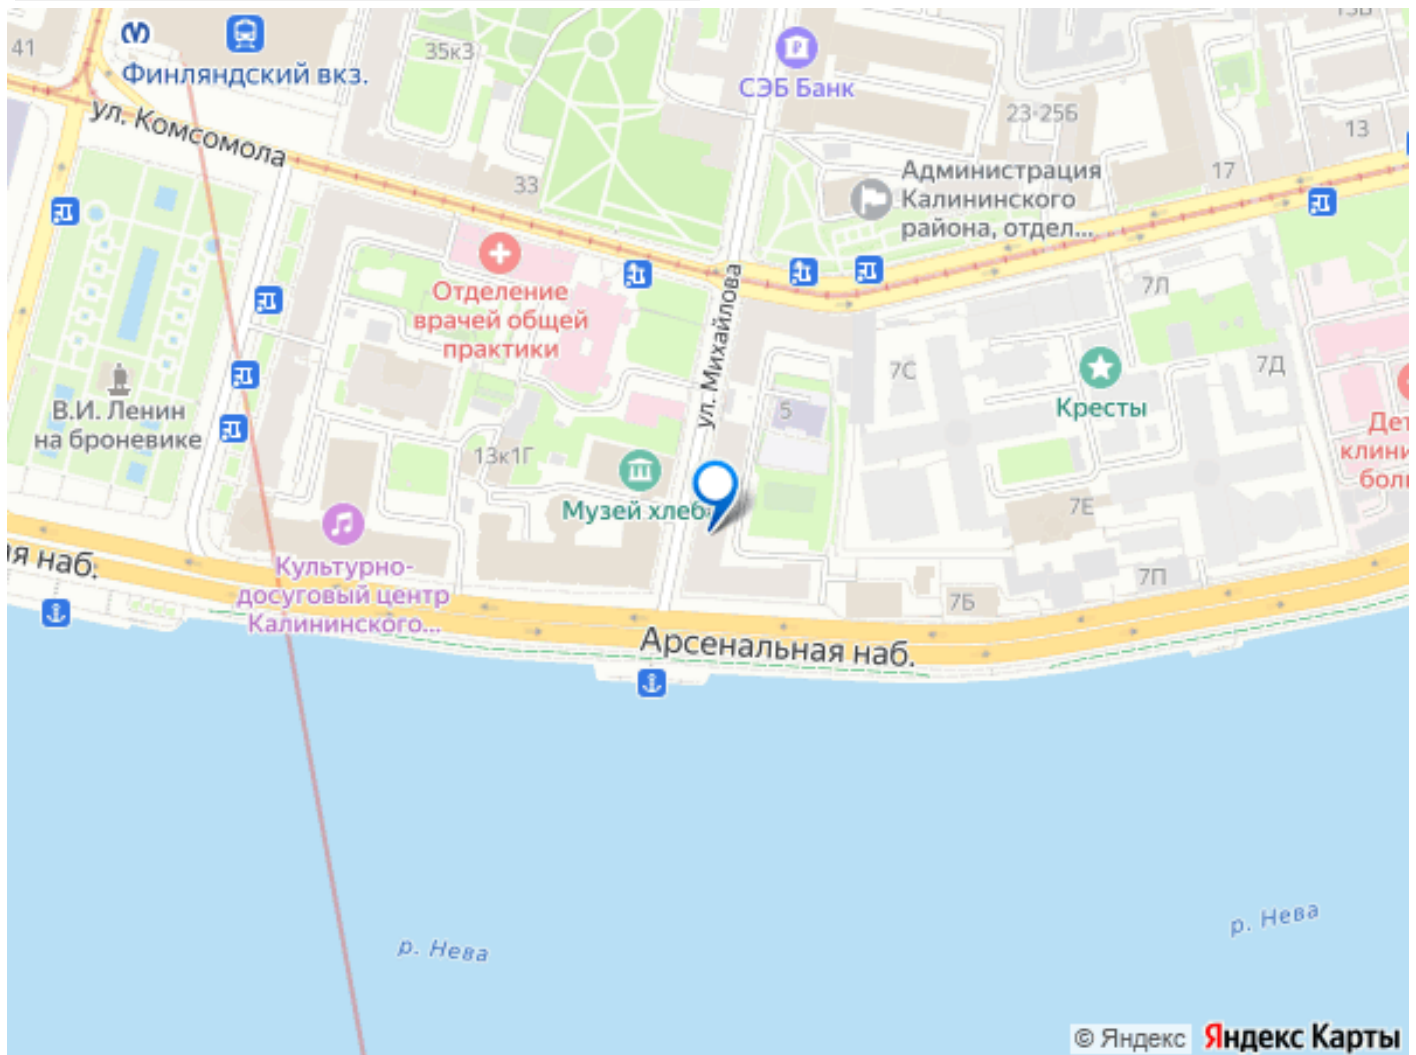 41
35к3
Финляндский вкз.
СЭБ Банк
ул. Комсомола
23-25Б
13
33
17
Администрация
Калининского
района, отдел...
Отделение
врачей общей
практики
ул. Михайлова
7Л
7С
7Д
Кресты
5
В.И. Ленин
на броневике
13к1Г
Музей хлеб
7Е
Культурно-
досуговый центр
Калининского...
7П
7Б
Арсенальная наб.
р. Нева
р. Нева
© Яндекс Яндекс Карты